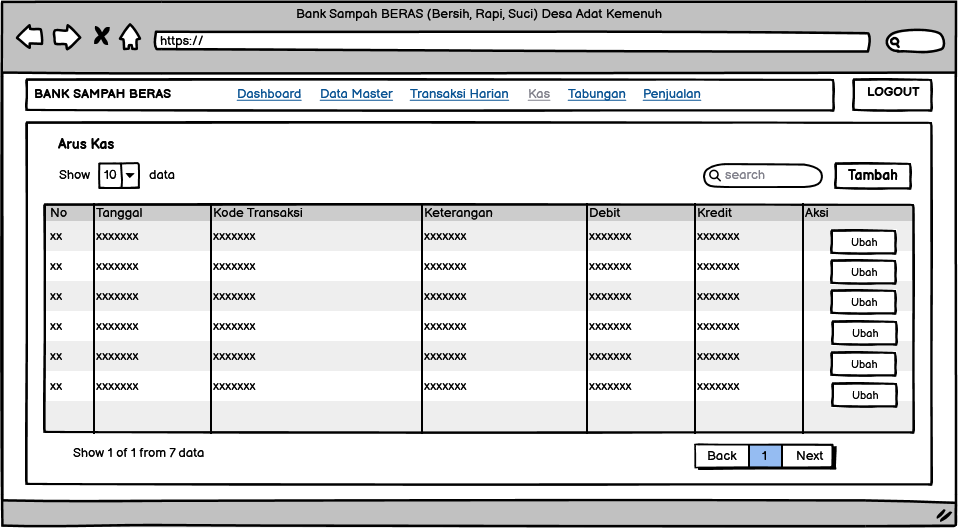 Bank Sampah BERAS (Bersih, Rapi, Suci) Desa Adat Kemenuh
https://
BANK SAMPAH BERAS Dashboard Data Master Transaksi Harian Kas Tabungan Penjualan LOGOUT
Arus Kas
Show 10 data search Tambah
No Tanggal Kode Transaksi Keterangan Debit Kredit Aksi
xx xxxxxxx xxxxxxx xxxxxxx xxxxxxx xxxxxxx Ubah
xx xxxxxxx xxxxxxx xxxxxxx xxxxxxx xxxxxxx Ubah
xx xxxxxxx xxxxxxx xxxxxxx xxxxxxx xxxxxxx Ubah
xx xxxxxxx xxxxxxx xxxxxxx xxxxxxx xxxxxxx Ubah
xx xxxxxxx xxxxxxx xxxxxxx xxxxxxx xxxxxxx Ubah
xx xxxxxxx xxxxxxx xxxxxxx xxxxxxx xxxxxxx Ubah
Show 1 of 1 from 7 data Back 1 Next